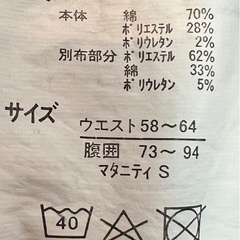 本体 綿 70%
ﾎﾟﾘｴｽﾃﾙ 28%
ﾎﾟﾘｳﾚﾀﾝ 2%
別布部分 ﾎﾟﾘｴｽﾃﾙ 62%
綿 33%
ﾎﾟﾘｳﾚﾀﾝ 5%
サイズ
ウエスト58～64
腹囲 73～94
マタニティ S
40